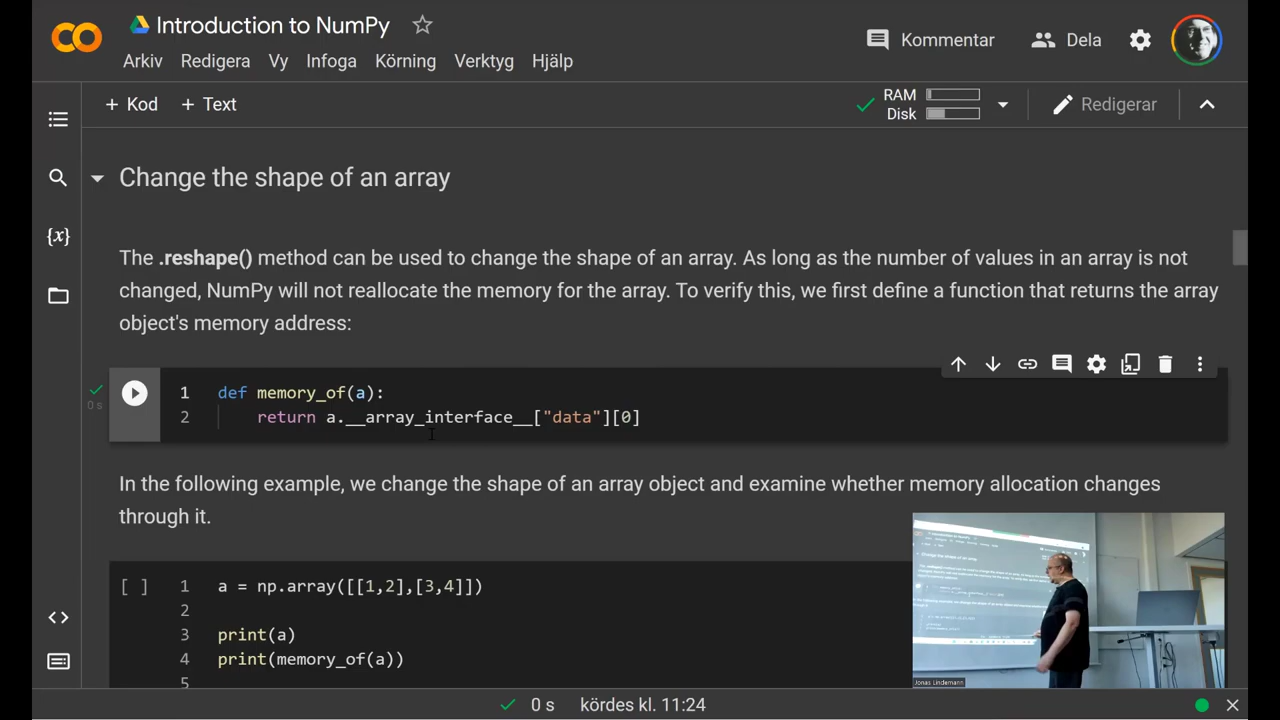 Introduction to NumPy
Kommentar
Dela
Arkiv Redigera Vy Infoga Körning Verktyg Hjälp
+ Kod + Text
RAM
Disk
Redigerar
Change the shape of an array
The .reshape() method can be used to change the shape of an array. As long as the number of values in an array is not
changed, NumPy will not reallocate the memory for the array. To verify this, we first define a function that returns the array
object's memory address:
0 s
1 def memory_of(a):
2 return a.__array_interface__["data"][0]
In the following example, we change the shape of an array object and examine whether memory allocation changes
through it.
[ ] 1 a = np.array([[1,2],[3,4]])
2
3 print(a)
4 print(memory_of(a))
5
Jonas Lindemann
0 s kördes kl. 11:24